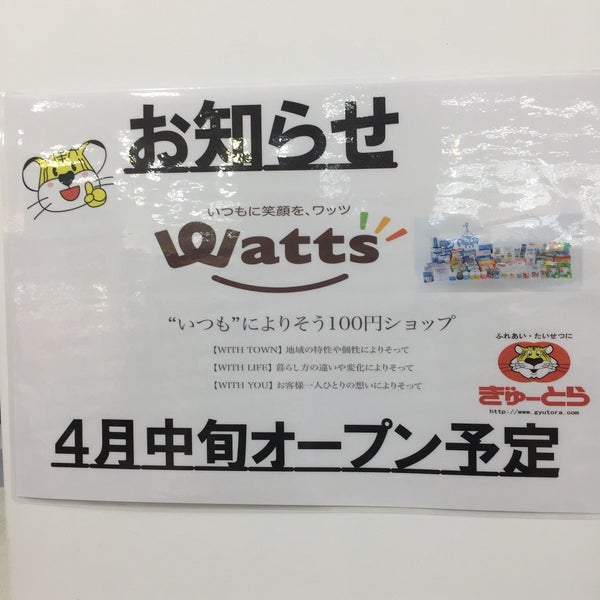 お知らせ
いつもに笑顔を、ワッツ
Watts
“いつも”によりそう100円ショップ
【WITH TOWN】地域の特性や個性によりそって
【WITH LIFE】暮らし方の違いや変化によりそって
【WITH YOU】お客様一人ひとりの想いによりそって
ふれあい・たいせつに
ぎゅーとら
http://www.gyutora.com
4月中旬オープン予定